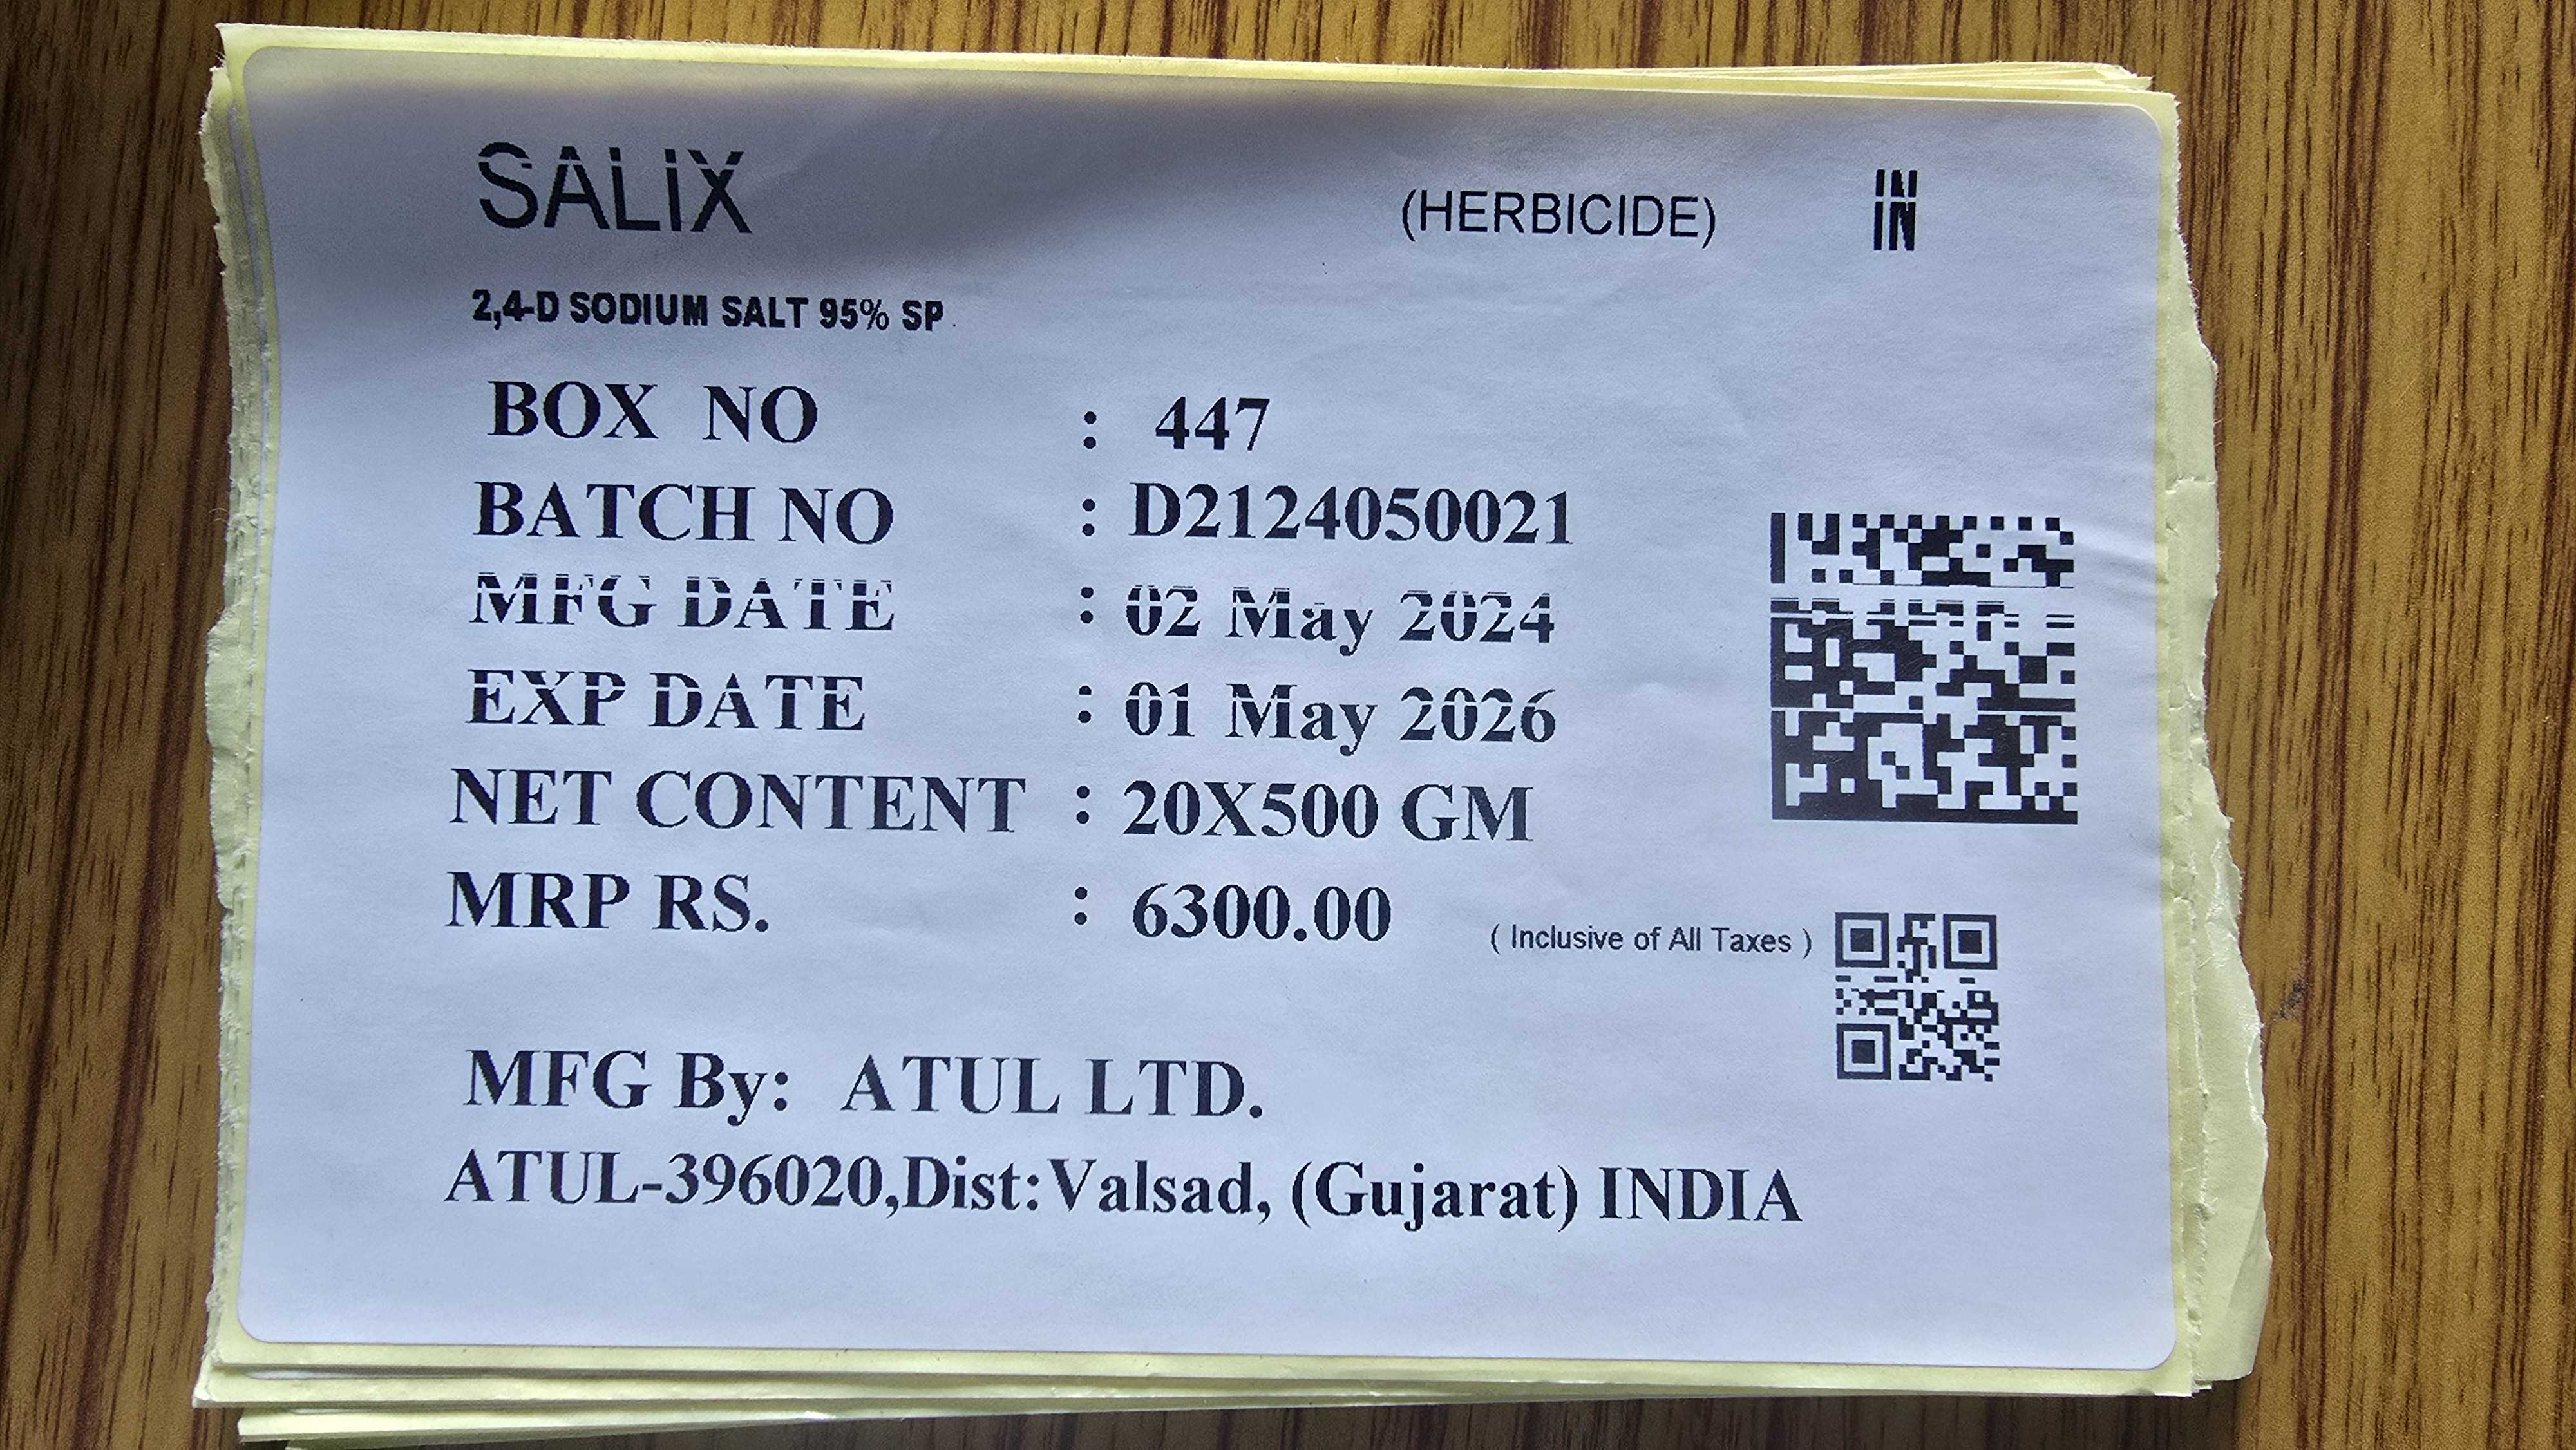 SALiX (HERBICIDE) IN
2,4-D SODIUM SALT 95% SP
BOX NO : 447
BATCH NO : D2124050021
MFG DATE : 02 May 2024
EXP DATE : 01 May 2026
NET CONTENT : 20X500 GM
MRP RS. : 6300.00 ( Inclusive of All Taxes )
MFG By: ATUL LTD.
ATUL-396020,Dist:Valsad, (Gujarat) INDIA